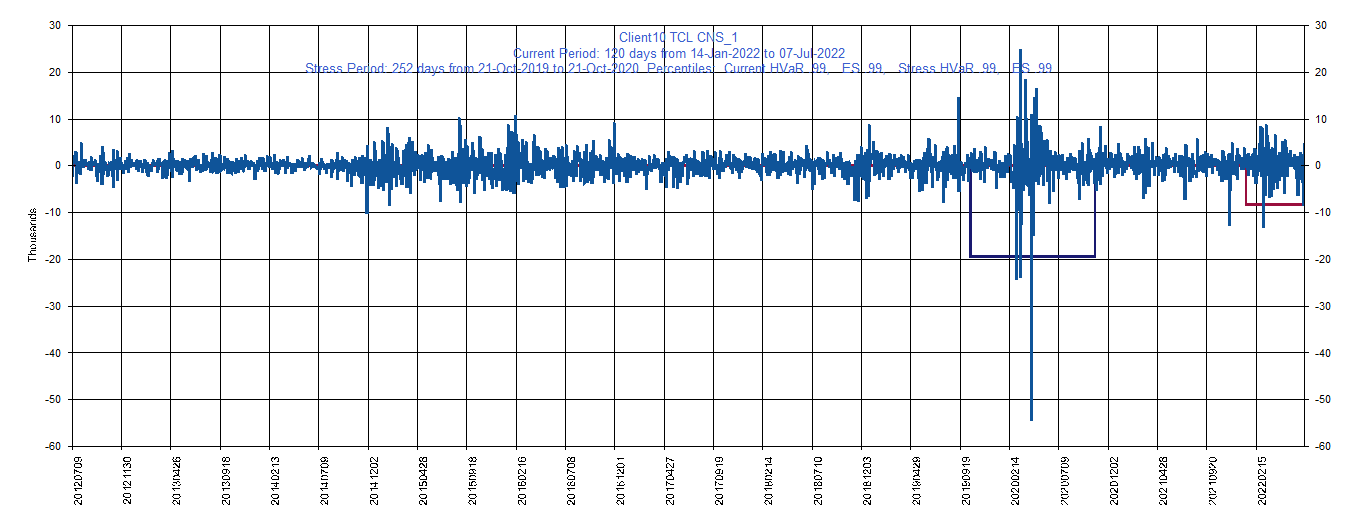 Client10 TCL CNS_1
Current Period: 120 days from 14-Jan-2022 to 07-Jul-2022
Stress Period: 252 days from 21-Oct-2019 to 21-Oct-2020 Percentiles: Current HVaR .99, ES .99, Stress HVaR .99, ES .99
30 30
20 20
10 10
0 0
-10 -10
-20 -20
-30 -30
-40 -40
-50 -50
-60 -60
Thousands
20120709 20121130 20130426 20130918 20140213 20140709 20141202 20150428 20150918 20160216 20160708 20161201 20170427 20170919 20180214 20180710 20181203 20190429 20190919 20200214 20200709 20201202 20210428 20210920 20220215